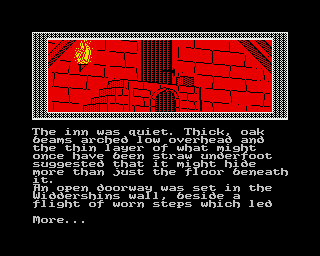 The inn was quiet. Thick, oak
beams arched low overhead and
the thin layer of what might
once have been straw underfoot
suggested that it might hide
more than just the floor beneath
it.
An open doorway was set in the
Widdershins wall, beside a
flight of worn steps which led
More...